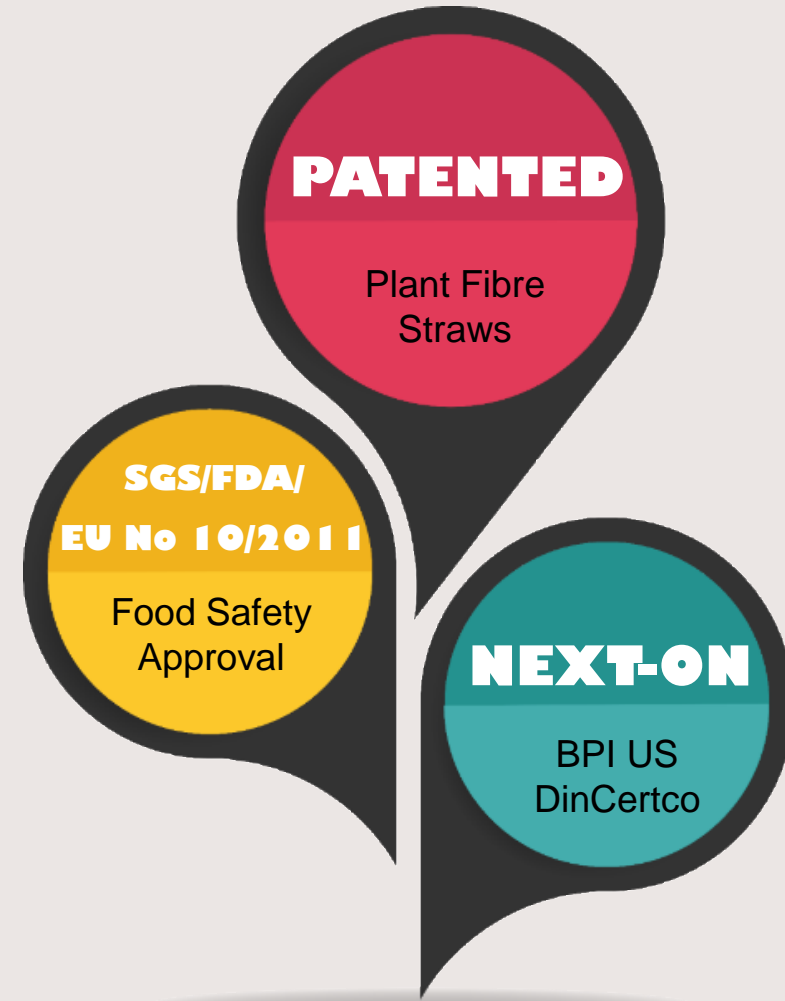 PATENTED
Plant Fibre
Straws
SGS/FDA/
EU No 10/2011
Food Safety
Approval
NEXT-ON
BPI US
DinCertco